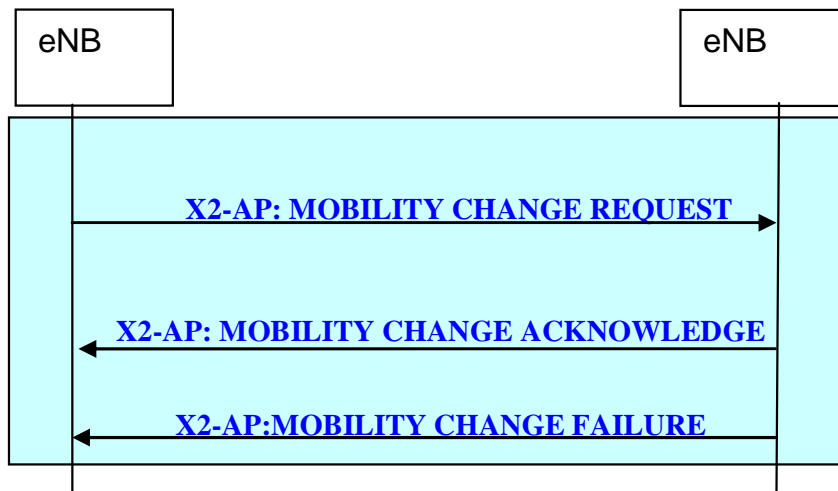 eNB
eNB
X2-AP: MOBILITY CHANGE REQUEST
X2-AP: MOBILITY CHANGE ACKNOWLEDGE
X2-AP:MOBILITY CHANGE FAILURE